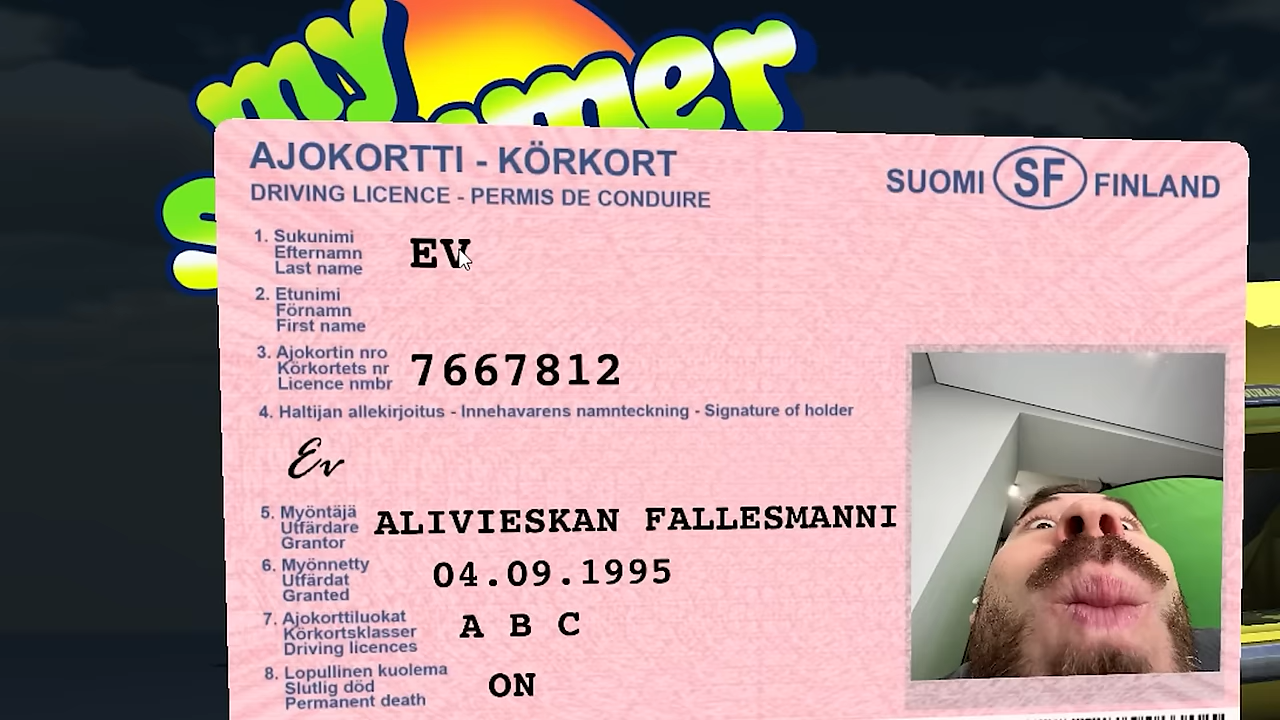 my
mer
S
AJOKORTTI - KÖRKORT
DRIVING LICENCE - PERMIS DE CONDUIRE
SUOMI SF FINLAND
1. Sukunimi
Efternamn
Last name
EV
2. Etunimi
Förnamn
First name
3. Ajokortin nro
Körkortets nr
Licence nmbr
7667812
4. Haltijan allekirjoitus - Innehavarens namnteckning - Signature of holder
Ev
5. Myöntäjä
Utfärdare
Grantor
ALIVIESKAN FALLESMANNI
6. Myönnetty
Utfärdat
Granted
04.09.1995
7. Ajokorttiluokat
Körkortsklasser
Driving licences
A B C
8. Lopullinen kuolema
Slutlig död
Permanent death
ON